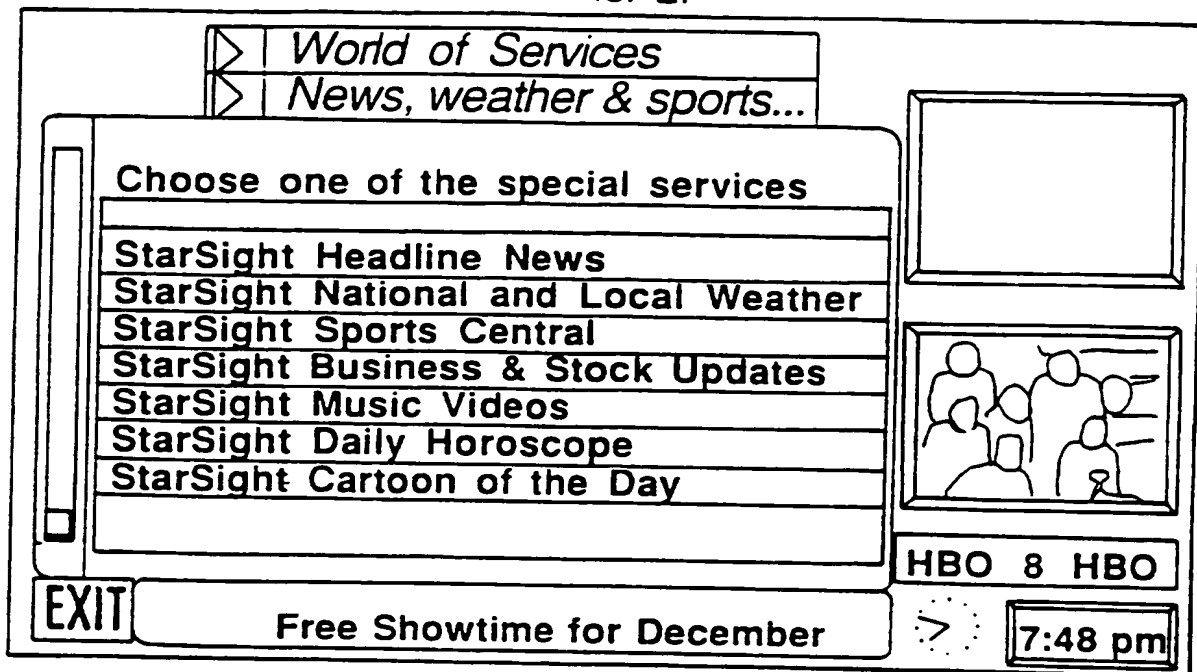 World of Services
News, weather & sports...
Choose one of the special services
StarSight Headline News
StarSight National and Local Weather
StarSight Sports Central
StarSight Business & Stock Updates
StarSight Music Videos
StarSight Daily Horoscope
StarSight Cartoon of the Day
HBO 8 HBO
EXIT
Free Showtime for December
7:48 pm